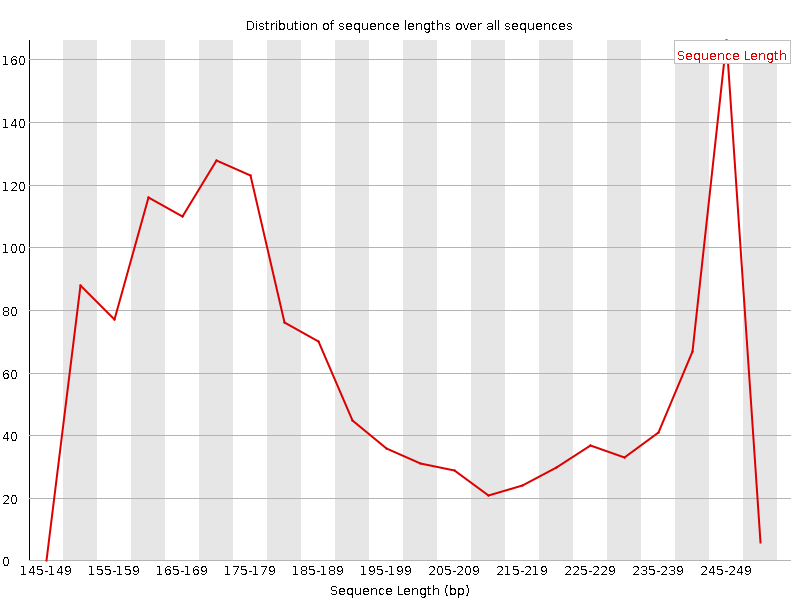 Distribution of sequence lengths over all sequences
Sequence Length
160
140
120
100
80
60
40
20
0
145-149 155-159 165-169 175-179 185-189 195-199 205-209 215-219 225-229 235-239 245-249
Sequence Length (bp)